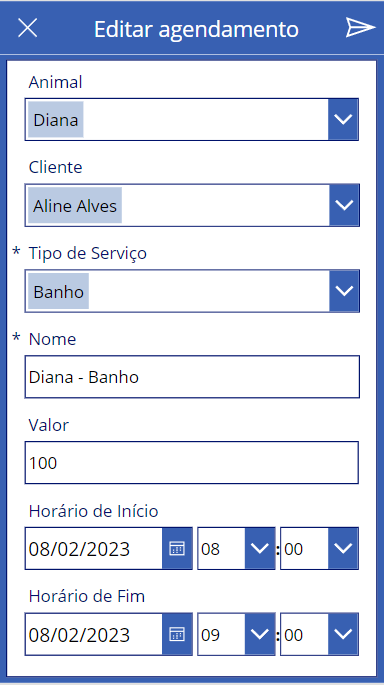 Editar agendamento
Animal
Diana
Cliente
Aline Alves
* Tipo de Serviço
Banho
* Nome
Diana - Banho
Valor
100
Horário de Início
08/02/2023 08 : 00
Horário de Fim
08/02/2023 09 : 00